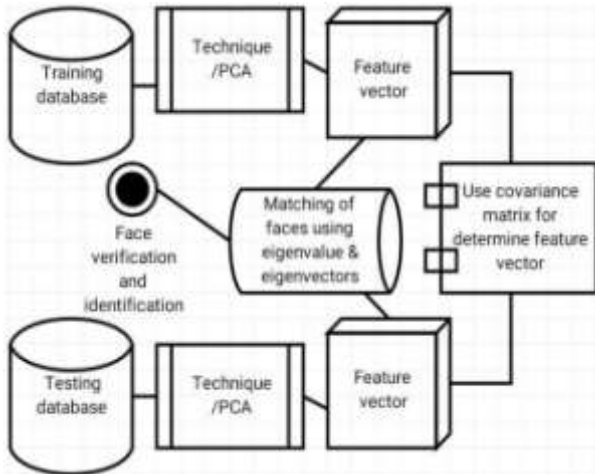 Training
database
Technique
/PCA
Feature
vector
Face
verification
and
identification
Matching of
faces using
eigenvalue &
eigenvectors
Use covariance
matrix for
determine feature
vector
Testing
database
Technique
/PCA
Feature
vector